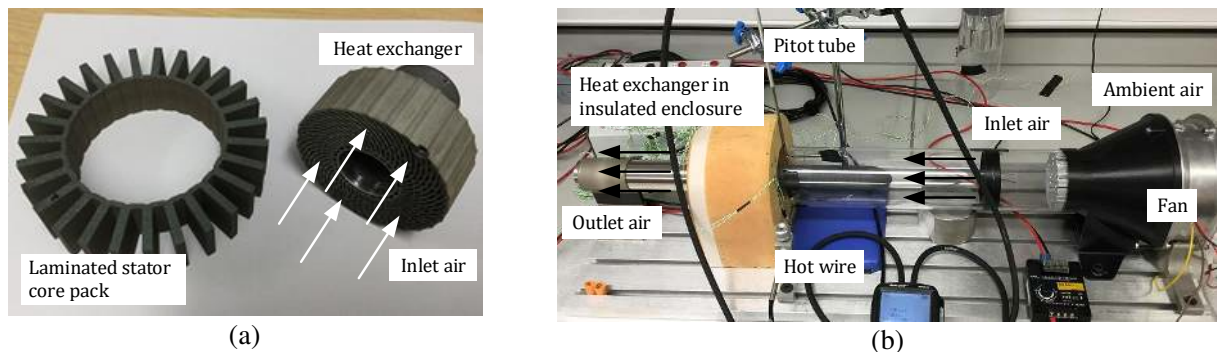 Heat exchanger
Laminated stator
core pack
Inlet air
(a)
Pitot tube
Heat exchanger in
insulated enclosure
Ambient air
Inlet air
Outlet air
Fan
Hot wire
(b)